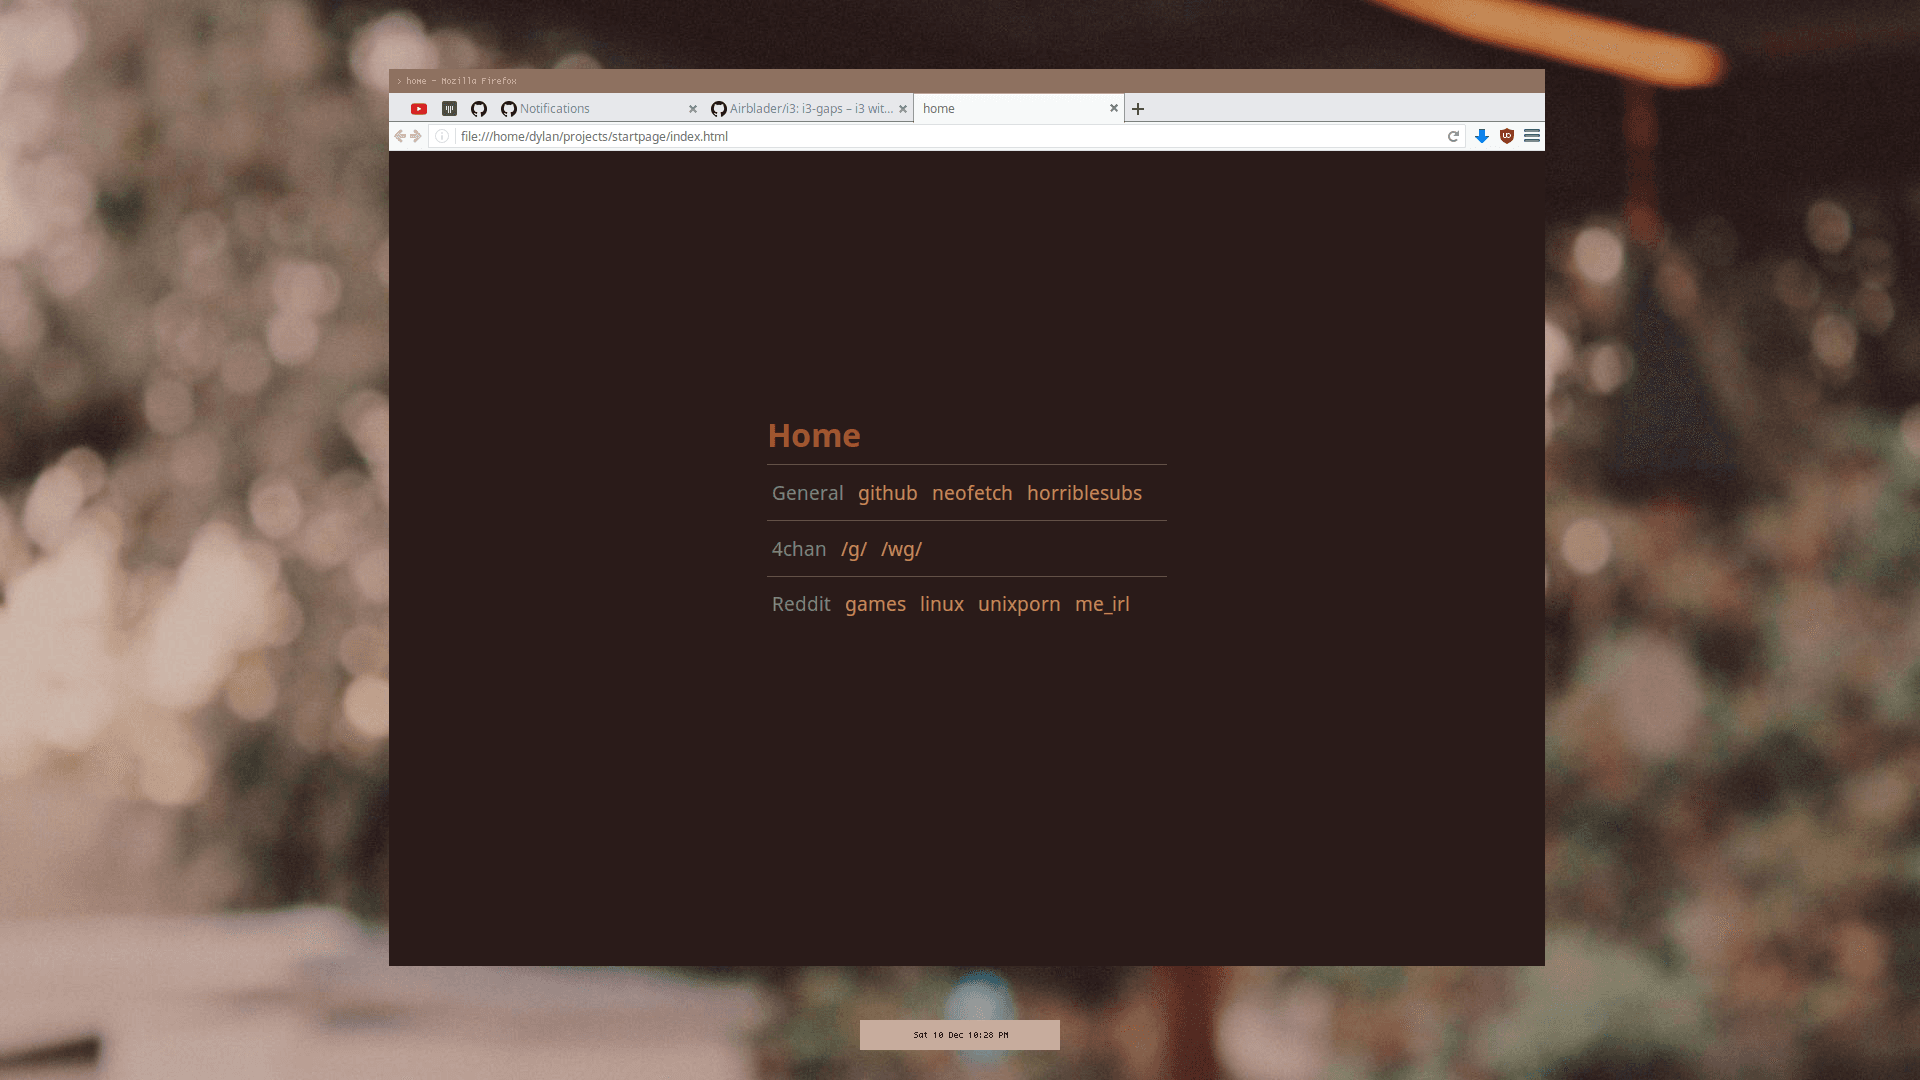 › home - Mozilla Firefox
Notifications Airblader/i3: i3-gaps – i3 wit... home
file:///home/dylan/projects/startpage/index.html
Home
General github neofetch horriblesubs
4chan /g/ /wg/
Reddit games linux unixporn me_irl
Sat 10 Dec 10:28 PM